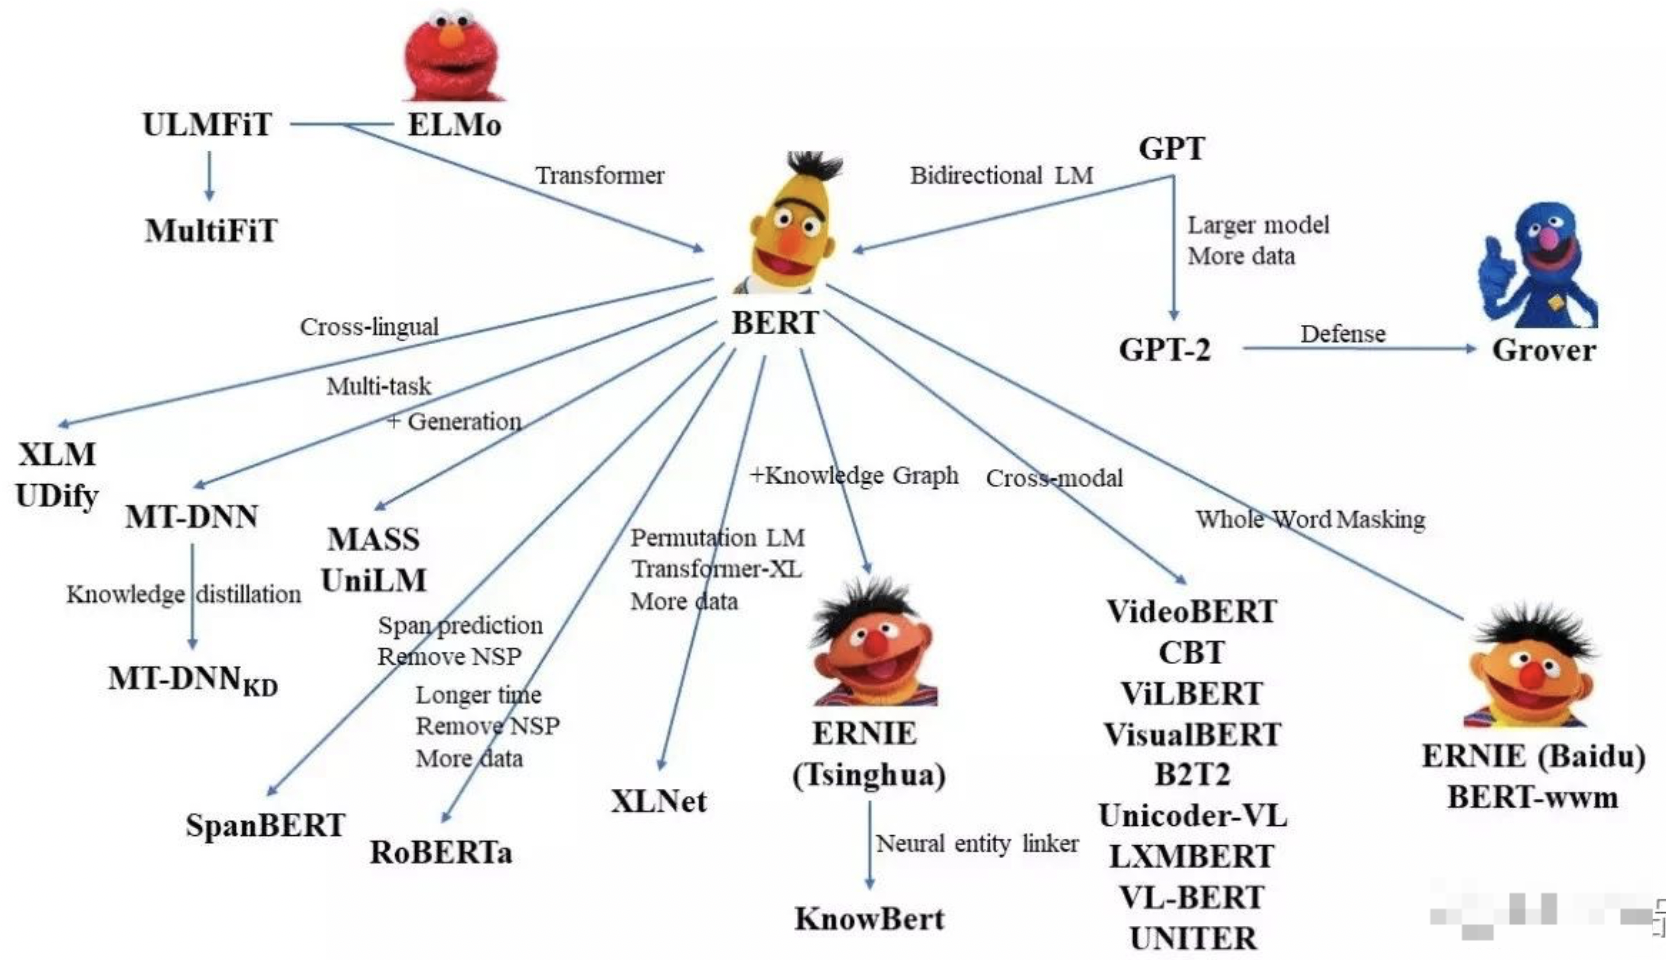 ULMFiT
ELMo
GPT
Transformer
Bidirectional LM
MultiFiT
Larger model
More data
BERT
GPT-2
Defense
Grover
Cross-lingual
Multi-task
+ Generation
XLM
UDify
MT-DNN
MASS
UniLM
+Knowledge Graph
Cross-modal
Whole Word Masking
Permutation LM
Transformer-XL
More data
Knowledge distillation
Span prediction
Remove NSP
MT-DNNKD
Longer time
Remove NSP
More data
SpanBERT
RoBERTa
XLNet
ERNIE
(Tsinghua)
Neural entity linker
KnowBert
VideoBERT
CBT
ViLBERT
VisualBERT
B2T2
Unicoder-VL
LXMBERT
VL-BERT
UNITER
ERNIE (Baidu)
BERT-wwm